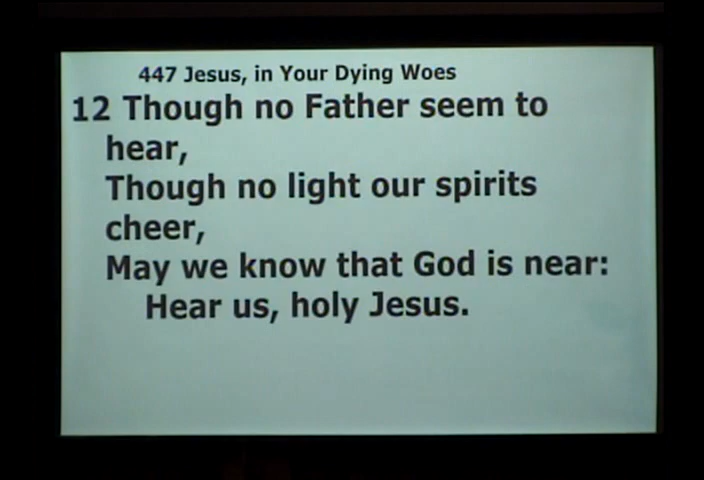 447 Jesus, in Your Dying Woes
12 Though no Father seem to
hear,
Though no light our spirits
cheer,
May we know that God is near:
Hear us, holy Jesus.